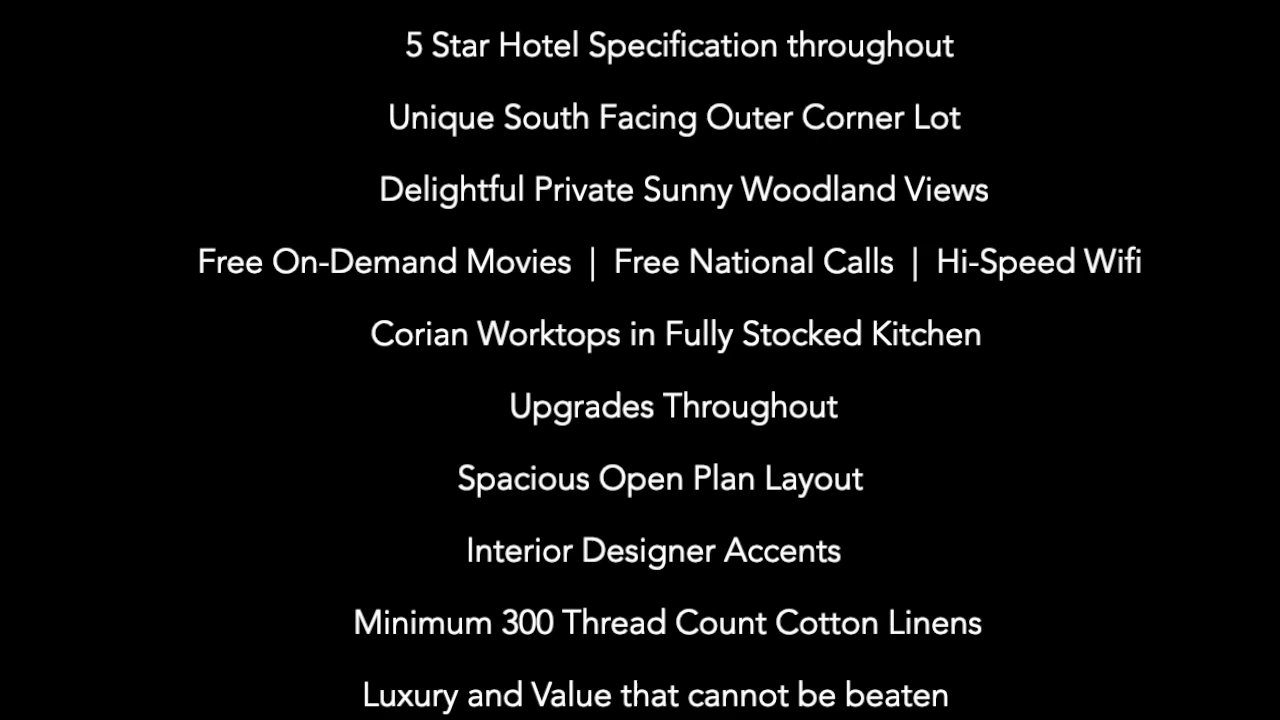 5 Star Hotel Specification throughout
Unique South Facing Outer Corner Lot
Delightful Private Sunny Woodland Views
Free On-Demand Movies | Free National Calls | Hi-Speed Wifi
Corian Worktops in Fully Stocked Kitchen
Upgrades Throughout
Spacious Open Plan Layout
Interior Designer Accents
Minimum 300 Thread Count Cotton Linens
Luxury and Value that cannot be beaten